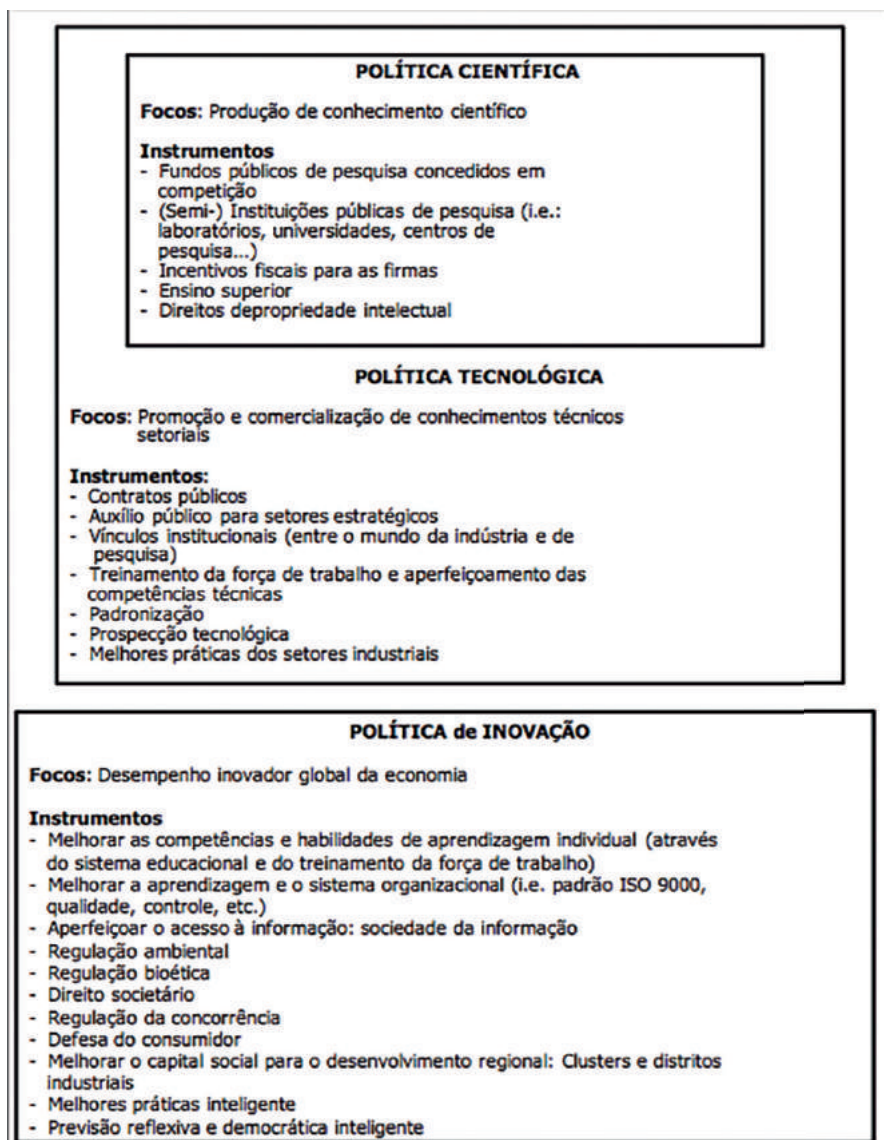 POLÍTICA CIENTÍFICA
Focos: Produção de conhecimento científico
Instrumentos
- Fundos públicos de pesquisa concedidos em
competição
- (Semi-) Instituições públicas de pesquisa (i.e.:
laboratórios, universidades, centros de
pesquisa...)
- Incentivos fiscais para as firmas
- Ensino superior
- Direitos depropriedade intelectual
POLÍTICA TECNOLÓGICA
Focos: Promoção e comercialização de conhecimentos técnicos
setoriais
Instrumentos:
- Contratos públicos
- Auxílio público para setores estratégicos
- Vínculos institucionais (entre o mundo da indústria e de
pesquisa)
- Treinamento da força de trabalho e aperfeiçoamento das
competências técnicas
- Padronização
- Prospecção tecnológica
- Melhores práticas dos setores industriais
POLÍTICA de INOVAÇÃO
Focos: Desempenho inovador global da economia
Instrumentos
- Melhorar as competências e habilidades de aprendizagem individual (através
do sistema educacional e do treinamento da força de trabalho)
- Melhorar a aprendizagem e o sistema organizacional (i.e. padrão ISO 9000,
qualidade, controle, etc.)
- Aperfeiçoar o acesso à informação: sociedade da informação
- Regulação ambiental
- Regulação bioética
- Direito societário
- Regulação da concorrência
- Defesa do consumidor
- Melhorar o capital social para o desenvolvimento regional: Clusters e distritos
industriais
- Melhores práticas inteligente
- Previsão reflexiva e democrática inteligente